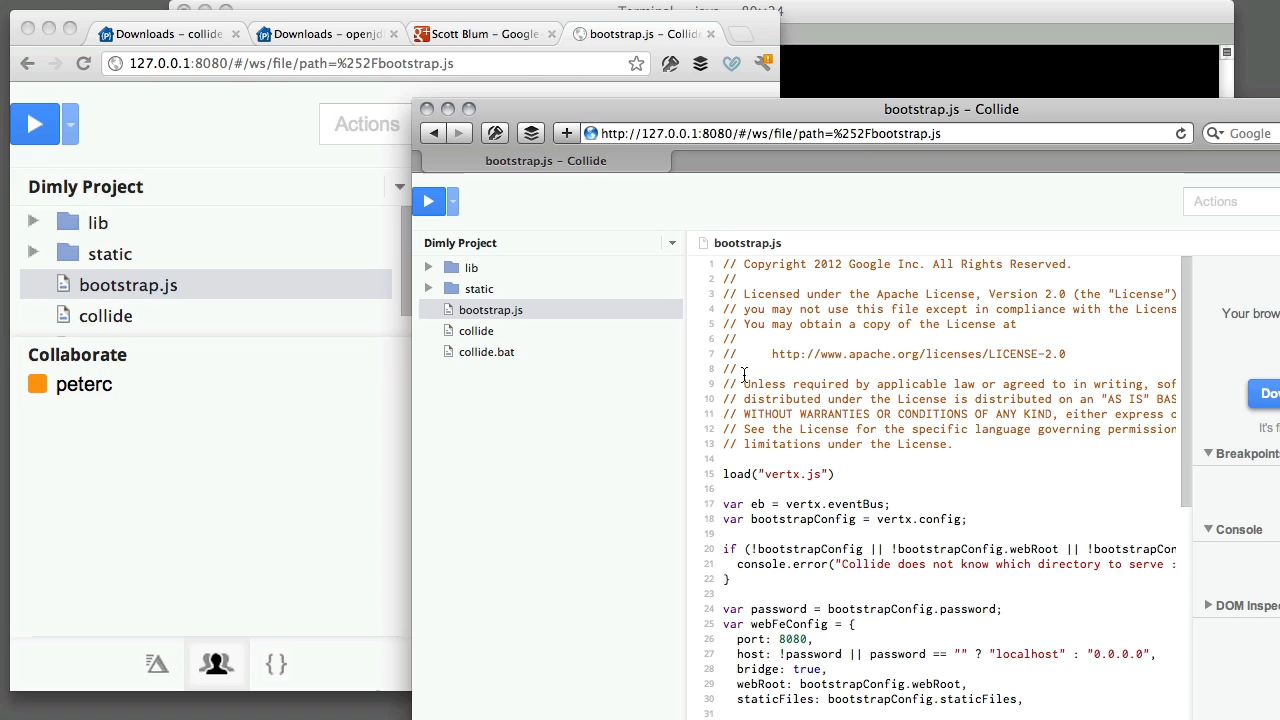 Downloads - collide
Downloads - openjd
Scott Blum - Google
bootstrap.js - Collid
127.0.0.1:8080/#/ws/file/path=%252Fbootstrap.js
Actions
Dimly Project
lib
static
bootstrap.js
collide
Collaborate
peterc
{ }
bootstrap.js – Collide
http://127.0.0.1:8080/#/ws/file/path=%252Fbootstrap.js
Google
bootstrap.js – Collide
Actions
Dimly Project
lib
static
bootstrap.js
collide
collide.bat
bootstrap.js
1 // Copyright 2012 Google Inc. All Rights Reserved.
2 //
3 // Licensed under the Apache License, Version 2.0 (the "License")
4 // you may not use this file except in compliance with the Licens
5 // You may obtain a copy of the License at
6 //
7 //     http://www.apache.org/licenses/LICENSE-2.0
8 //
9 // Unless required by applicable law or agreed to in writing, sof
10 // distributed under the License is distributed on an "AS IS" BAS
11 // WITHOUT WARRANTIES OR CONDITIONS OF ANY KIND, either express o
12 // See the License for the specific language governing permission
13 // limitations under the License.
14
15 load("vertx.js")
16
17 var eb = vertx.eventBus;
18 var bootstrapConfig = vertx.config;
19
20 if (!bootstrapConfig || !bootstrapConfig.webRoot || !bootstrapCon
21   console.error("Collide does not know which directory to serve :
22 }
23
24 var password = bootstrapConfig.password;
25 var webFeConfig = {
26   port: 8080,
27   host: !password || password == "" ? "localhost" : "0.0.0.0",
28   bridge: true,
29   webRoot: bootstrapConfig.webRoot,
30   staticFiles: bootstrapConfig.staticFiles,
31
Your brow
Do
It's f
Breakpoint
Console
DOM Inspe